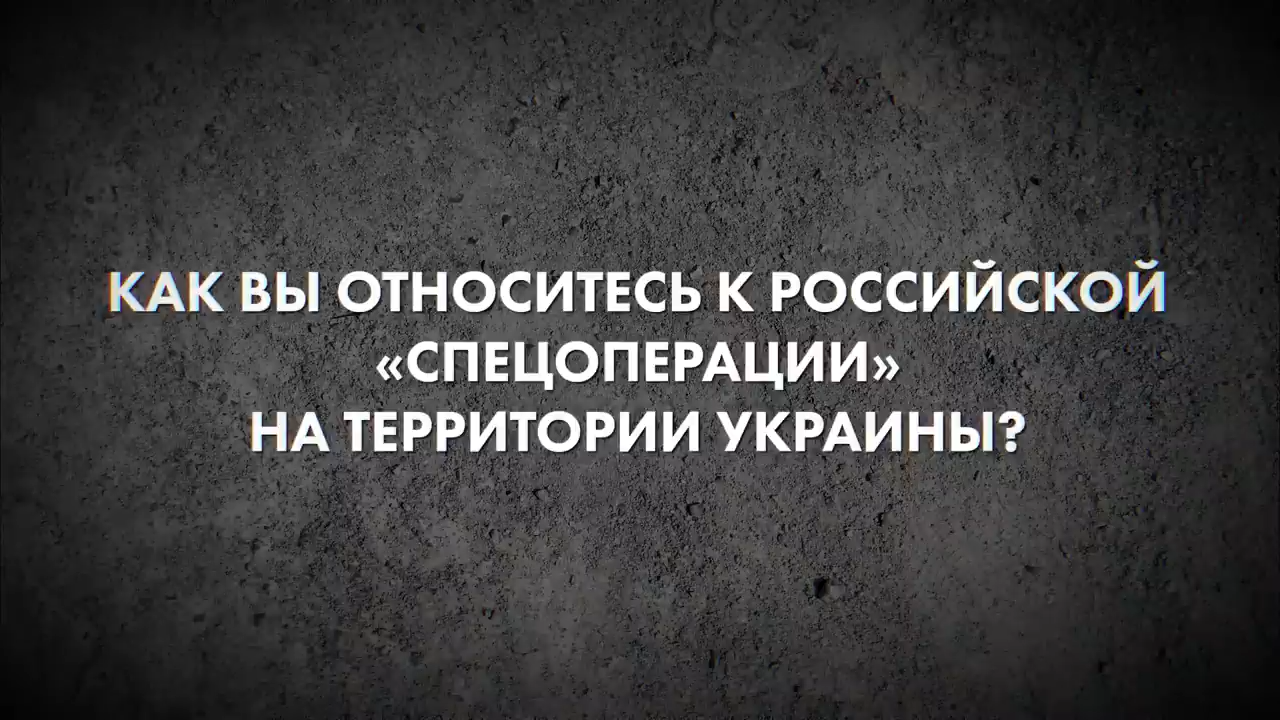 КАК ВЫ ОТНОСИТЕСЬ К РОССИЙСКОЙ
«СПЕЦОПЕРАЦИИ»
НА ТЕРРИТОРИИ УКРАИНЫ?